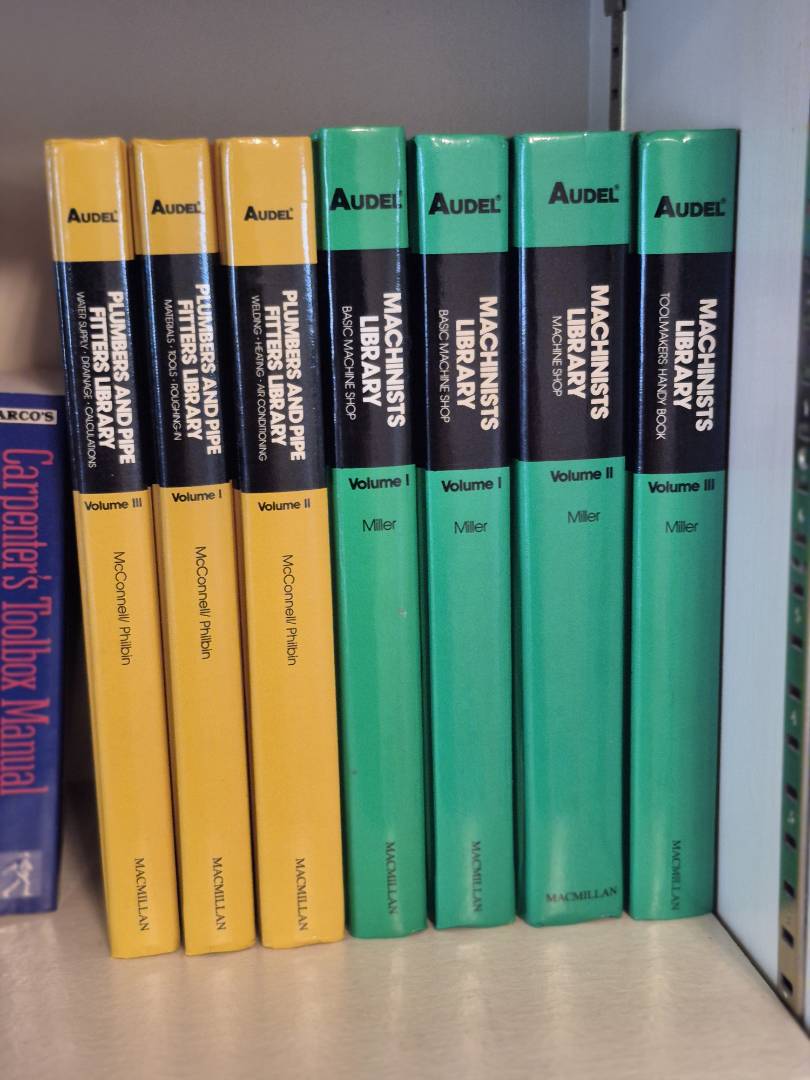 ARCO'S
Carpenter's Toolbox Manual
AUDEL®
PLUMBERS AND PIPE
FITTERS LIBRARY
WATER SUPPLY · DRAINAGE · CALCULATIONS
Volume III
McConnell/ Philbin
MACMILLAN
AUDEL®
PLUMBERS AND PIPE
FITTERS LIBRARY
MATERIALS · TOOLS · ROUGHING-IN
Volume I
McConnell/ Philbin
MACMILLAN
AUDEL®
PLUMBERS AND PIPE
FITTERS LIBRARY
WELDING · HEATING · AIR CONDITIONING
Volume II
McConnell/ Philbin
MACMILLAN
AUDEL®
MACHINISTS
LIBRARY
BASIC MACHINE SHOP
Volume I
Miller
MACMILLAN
AUDEL®
MACHINISTS
LIBRARY
BASIC MACHINE SHOP
Volume I
Miller
MACMILLAN
AUDEL®
MACHINISTS
LIBRARY
MACHINE SHOP
Volume II
Miller
MACMILLAN
AUDEL®
MACHINISTS
LIBRARY
TOOLMAKERS HANDY BOOK
Volume III
Miller
MACMILLAN